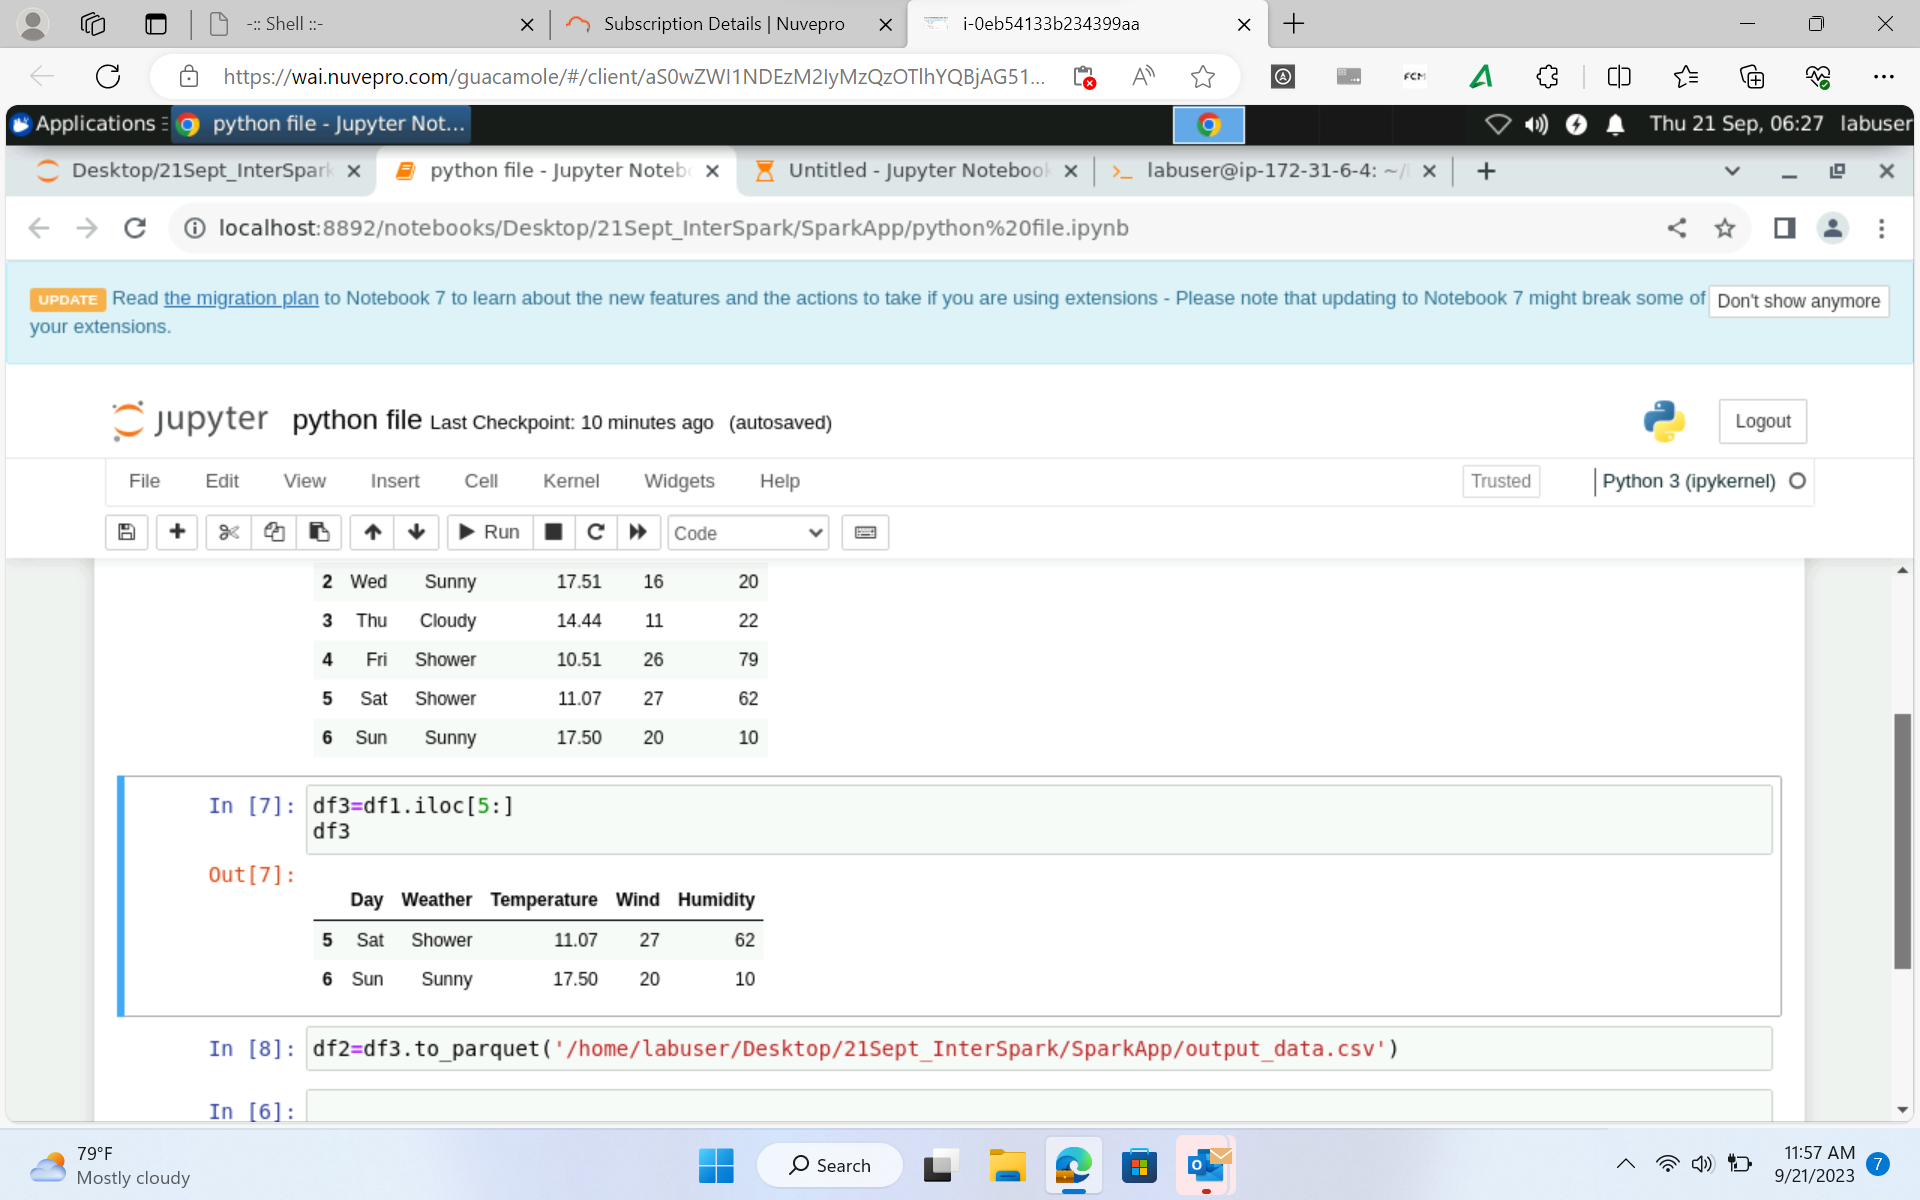 -:: Shell ::-
Subscription Details | Nuvepro
i-0eb54133b234399aa
https://wai.nuvepro.com/guacamole/#/client/aS0wZWI1NDEzM2IyMzQzOTlhYQBjAG51...
Applications
python file - Jupyter Not...
Thu 21 Sep, 06:27
labuser
Desktop/21Sept_InterSpark
python file - Jupyter Noteb
Untitled - Jupyter Notebook
labuser@ip-172-31-6-4: ~/
localhost:8892/notebooks/Desktop/21Sept_InterSpark/SparkApp/python%20file.ipynb
UPDATE Read the migration plan to Notebook 7 to learn about the new features and the actions to take if you are using extensions - Please note that updating to Notebook 7 might break some of
your extensions.
Don't show anymore
jupyter python file Last Checkpoint: 10 minutes ago (autosaved)
Logout
File Edit View Insert Cell Kernel Widgets Help
Trusted
Python 3 (ipykernel)
Run
Code
2 Wed Sunny 17.51 16 20
3 Thu Cloudy 14.44 11 22
4 Fri Shower 10.51 26 79
5 Sat Shower 11.07 27 62
6 Sun Sunny 17.50 20 10
In [7]: df3=df1.iloc[5:]
df3
Out[7]:
Day Weather Temperature Wind Humidity
5 Sat Shower 11.07 27 62
6 Sun Sunny 17.50 20 10
In [8]: df2=df3.to_parquet('/home/labuser/Desktop/21Sept_InterSpark/SparkApp/output_data.csv')
In [6]:
79°F
Mostly cloudy
Search
11:57 AM
9/21/2023
7